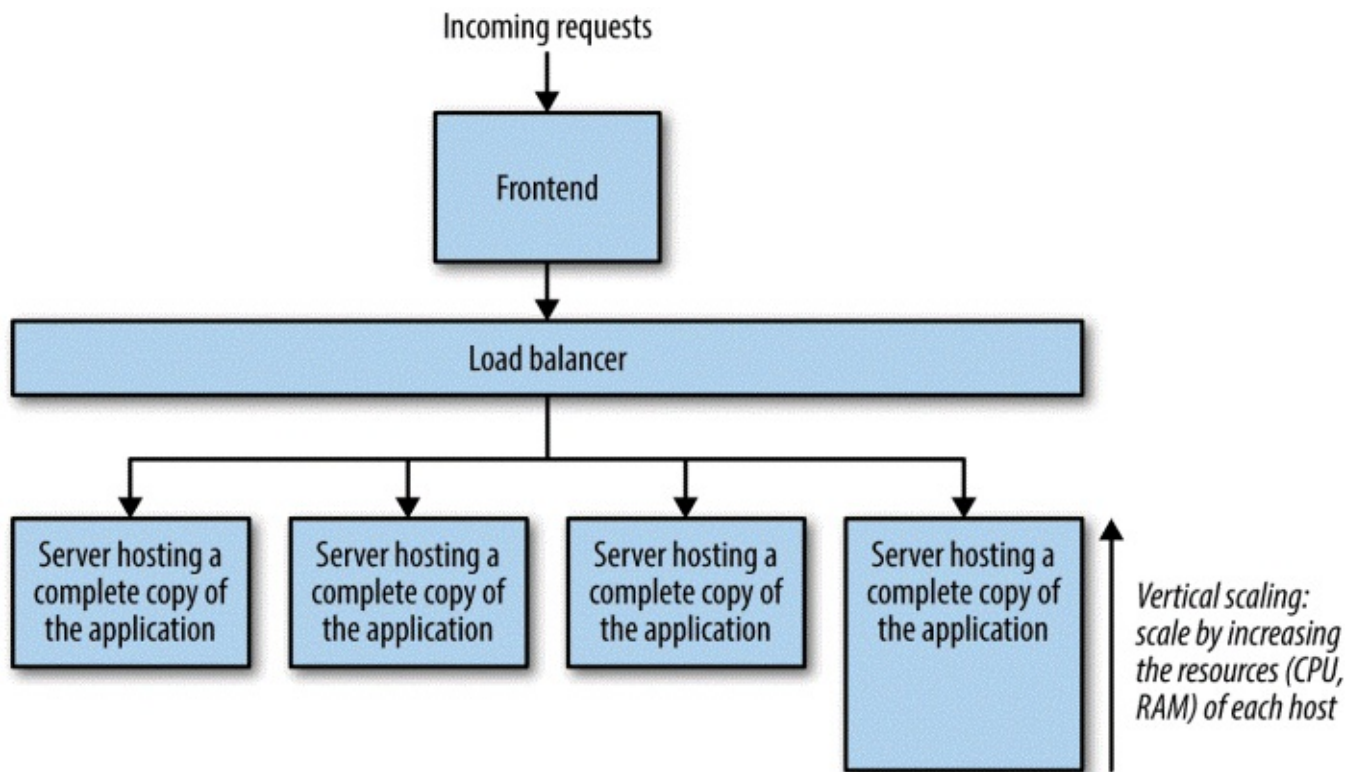 Incoming requests
Frontend
Load balancer
Server hosting a
complete copy of
the application
Server hosting a
complete copy of
the application
Server hosting a
complete copy of
the application
Server hosting a
complete copy of
the application
Vertical scaling:
scale by increasing
the resources (CPU,
RAM) of each host